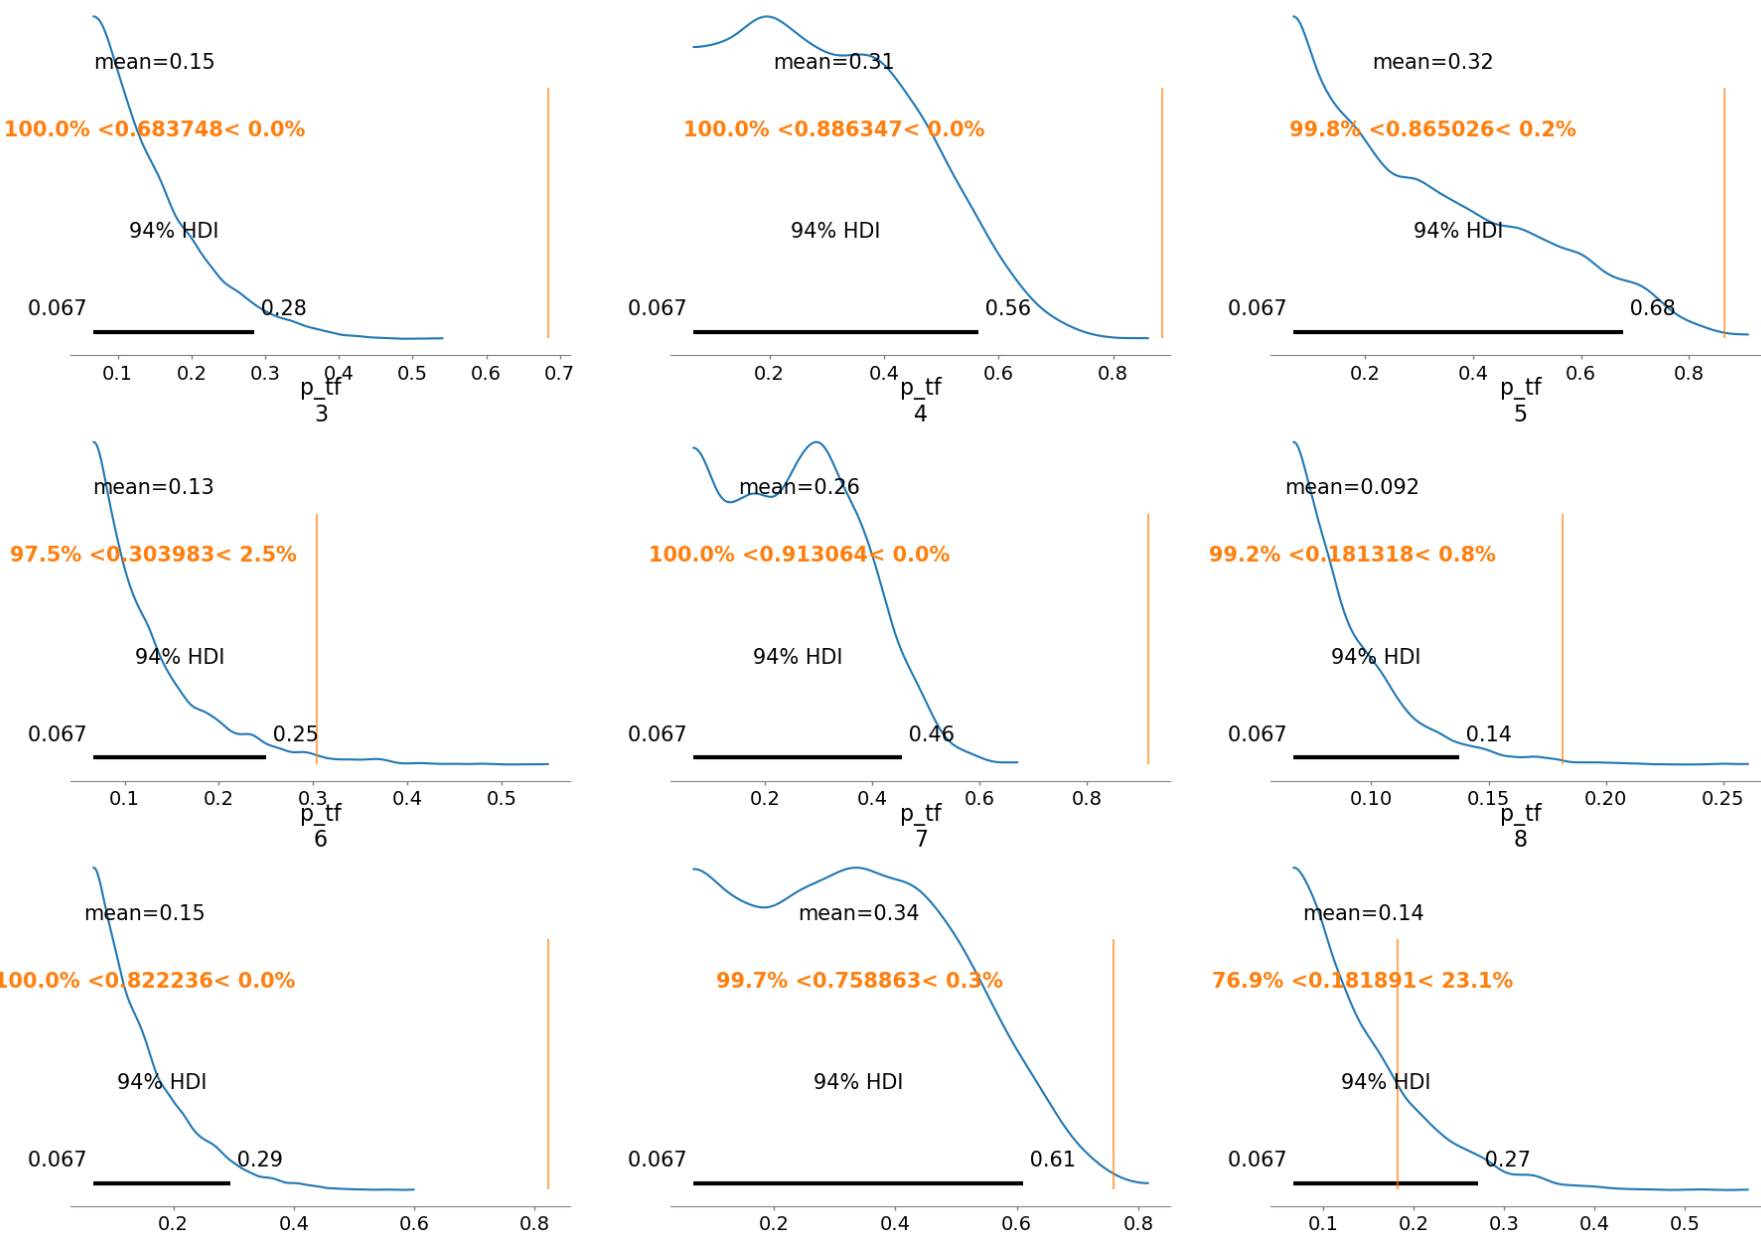 mean=0.15
mean=0.31
mean=0.32
100.0% <0.683748< 0.0%
100.0% <0.886347< 0.0%
99.8% <0.865026< 0.2%
94% HDI
94% HDI
94% HDI
0.067 0.28
0.067 0.56
0.067 0.68
0.1 0.2 0.3 0.4 0.5 0.6 0.7
0.2 0.4 0.6 0.8
0.2 0.4 0.6 0.8
p_tf
3
p_tf
4
p_tf
5
mean=0.13
mean=0.26
mean=0.092
97.5% <0.303983< 2.5%
100.0% <0.913064< 0.0%
99.2% <0.181318< 0.8%
94% HDI
94% HDI
94% HDI
0.067 0.25
0.067 0.46
0.067 0.14
0.1 0.2 0.3 0.4 0.5
0.2 0.4 0.6 0.8
0.10 0.15 0.20 0.25
p_tf
6
p_tf
7
p_tf
8
mean=0.15
mean=0.34
mean=0.14
100.0% <0.822236< 0.0%
99.7% <0.758863< 0.3%
76.9% <0.181891< 23.1%
94% HDI
94% HDI
94% HDI
0.067 0.29
0.067 0.61
0.067 0.27
0.2 0.4 0.6 0.8
0.2 0.4 0.6 0.8
0.1 0.2 0.3 0.4 0.5